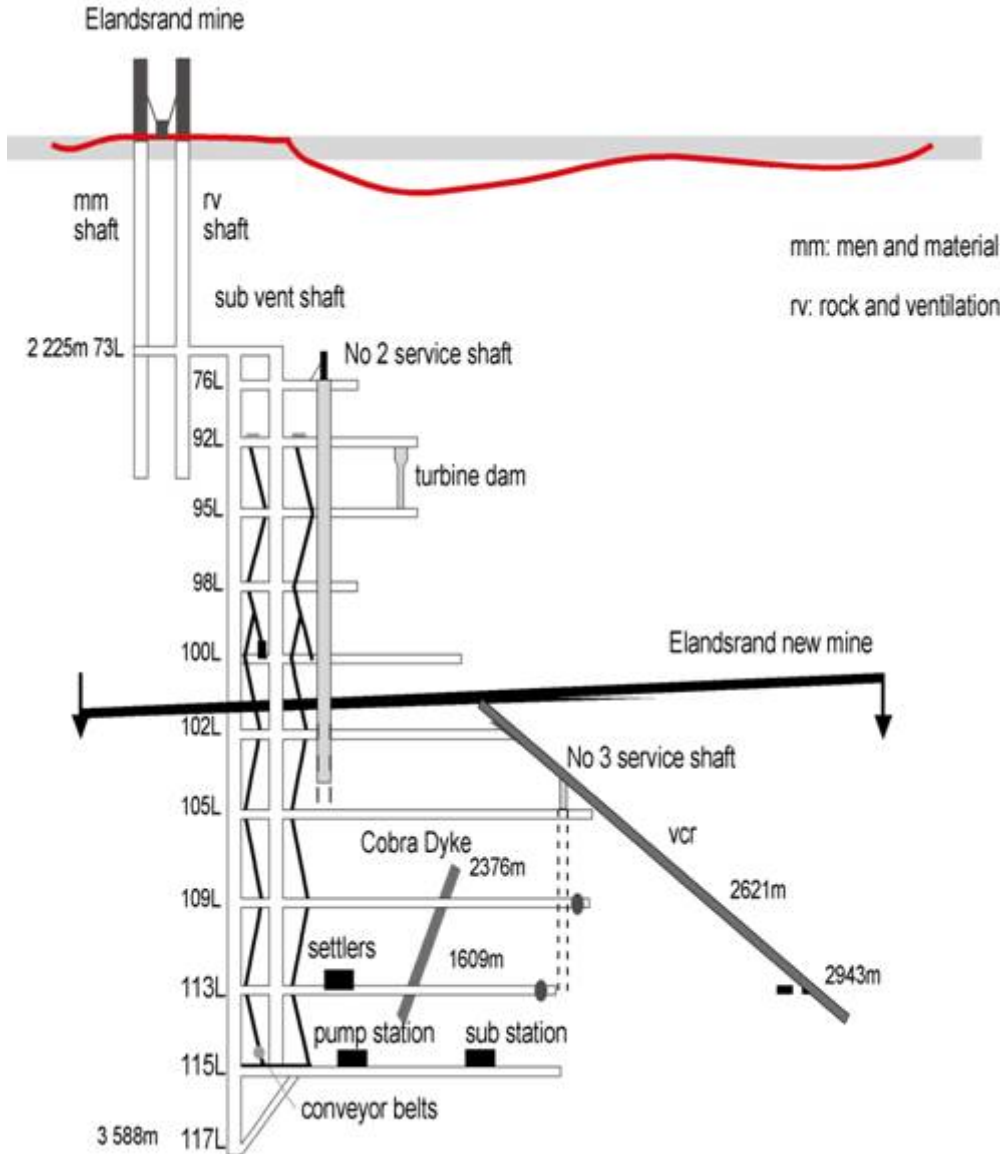 Elandsrand mine
mm
shaft
rv
shaft
mm: men and material
rv: rock and ventilation
sub vent shaft
2 225m 73L
No 2 service shaft
76L
92L
turbine dam
95L
98L
100L
Elandsrand new mine
102L
No 3 service shaft
105L
vcr
Cobra Dyke
2376m
2621m
109L
settlers
1609m
2943m
113L
pump station
sub station
115L
conveyor belts
3 588m 117L